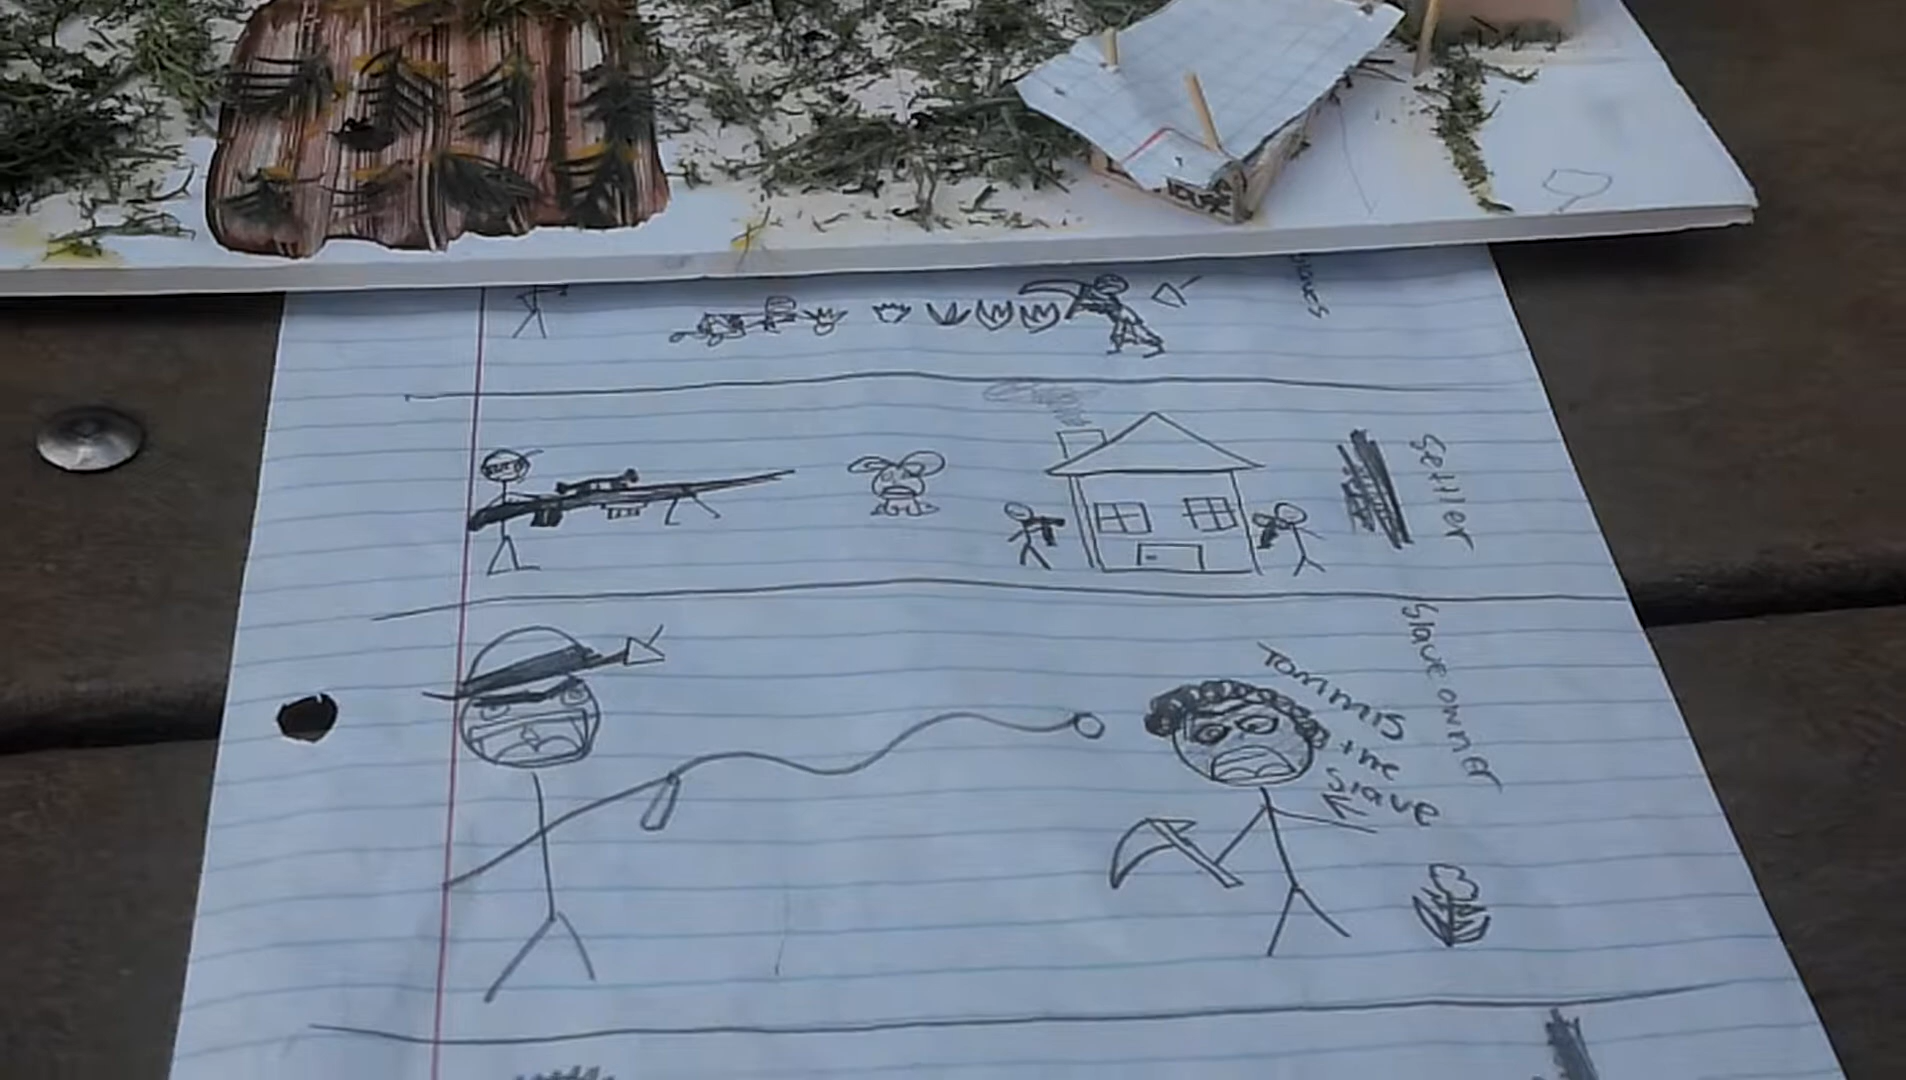 slaves
settler
slave owner
Tommis
the
slave